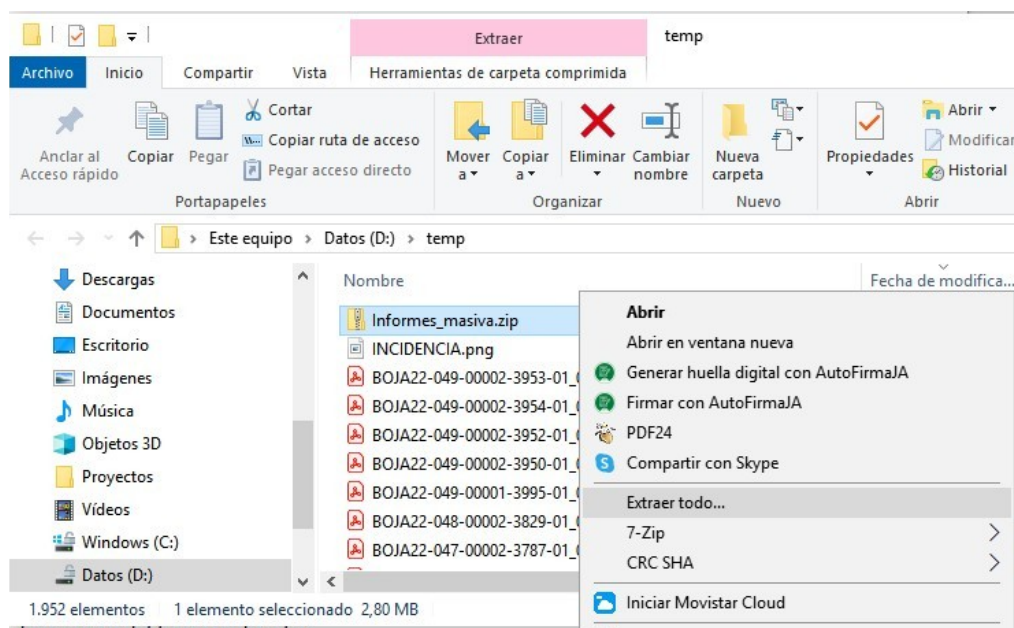 Extraer
temp
Archivo Inicio Compartir Vista Herramientas de carpeta comprimida
Anclar al Acceso rápido
Copiar
Pegar
Cortar
Copiar ruta de acceso
Pegar acceso directo
Portapapeles
Mover a
Copiar a
Eliminar
Cambiar nombre
Organizar
Nueva carpeta
Nuevo
Propiedades
Abrir
Modificar
Historial
Abrir
Este equipo > Datos (D:) > temp
Descargas
Documentos
Escritorio
Imágenes
Música
Objetos 3D
Proyectos
Vídeos
Windows (C:)
Datos (D:)
Nombre
Fecha de modifica...
Informes_masiva.zip
INCIDENCIA.png
BOJA22-049-00002-3953-01_
BOJA22-049-00002-3954-01_
BOJA22-049-00002-3952-01_
BOJA22-049-00002-3950-01_
BOJA22-049-00001-3995-01_
BOJA22-048-00002-3829-01_
BOJA22-047-00002-3787-01_
Abrir
Abrir en ventana nueva
Generar huella digital con AutoFirmaJA
Firmar con AutoFirmaJA
PDF24
Compartir con Skype
Extraer todo...
7-Zip
CRC SHA
Iniciar Movistar Cloud
1.952 elementos 1 elemento seleccionado 2,80 MB